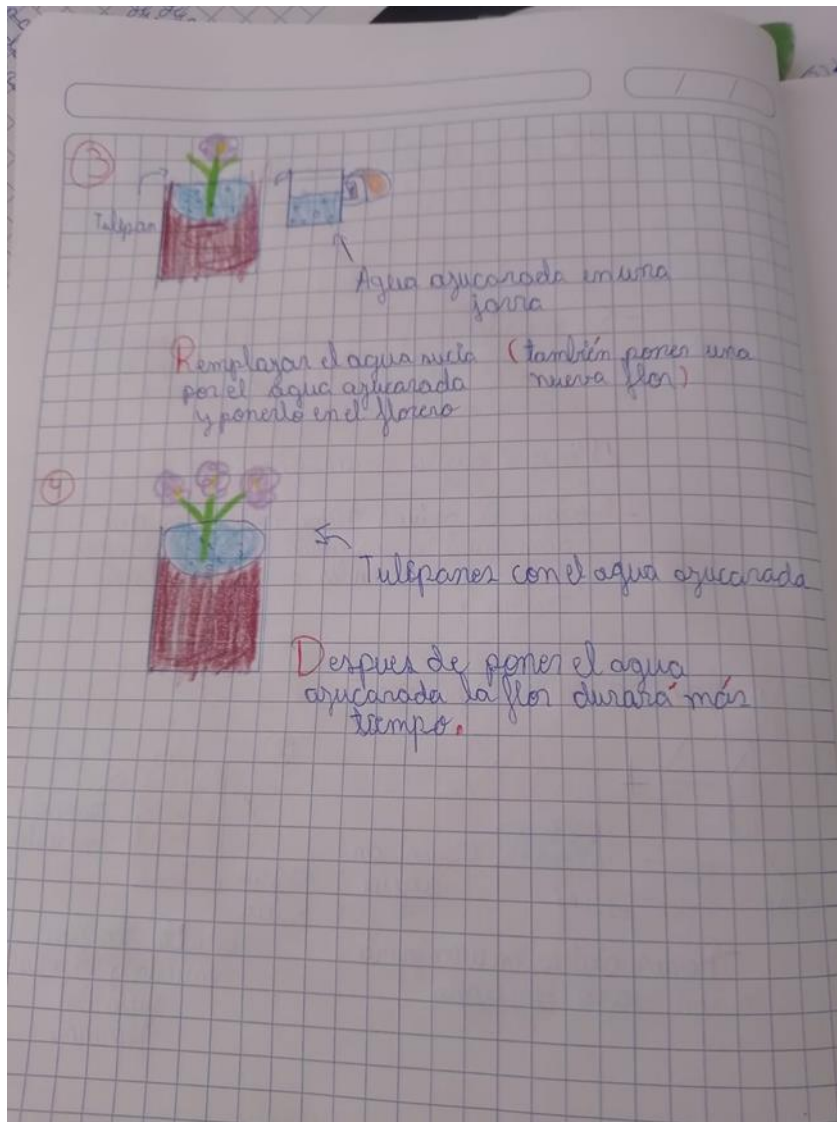 3
Tulipan
Agua azucarada en una
jarra
Remplazar el agua sucia (también poner una
por el agua azucarada nueva flor)
y ponerlo en el florero
4
Tulipanes con el agua azucarada
Despues de poner el agua
azucarada la flor durará más
tiempo.